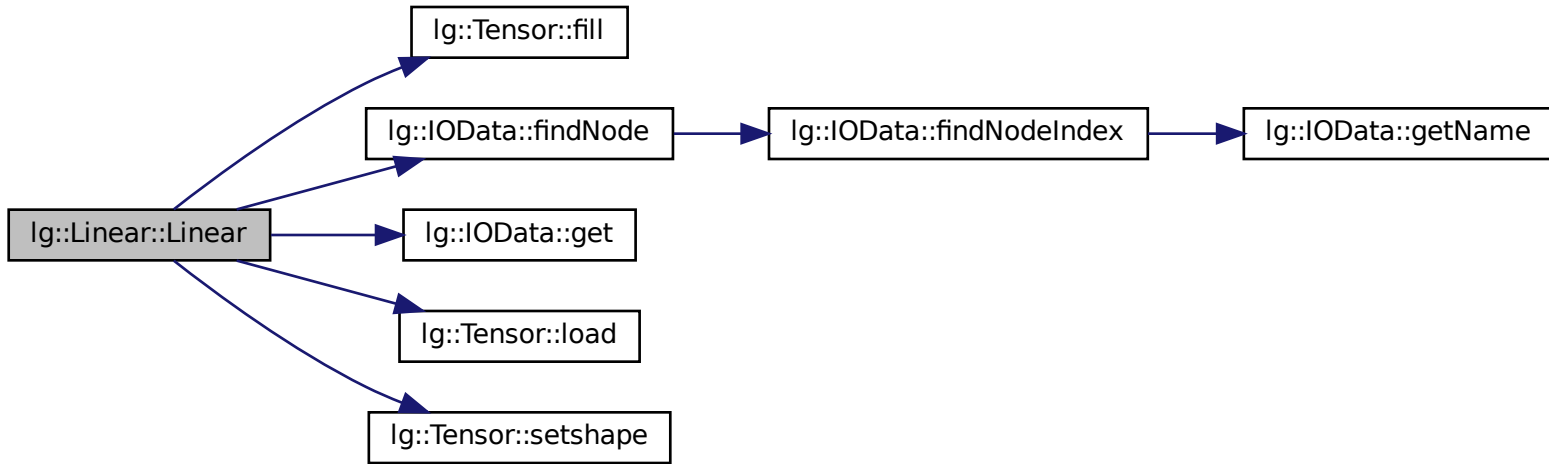 lg::Tensor::fill
lg::IOData::findNode
lg::IOData::findNodeIndex
lg::IOData::getName
lg::Linear::Linear
lg::IOData::get
lg::Tensor::load
lg::Tensor::setshape